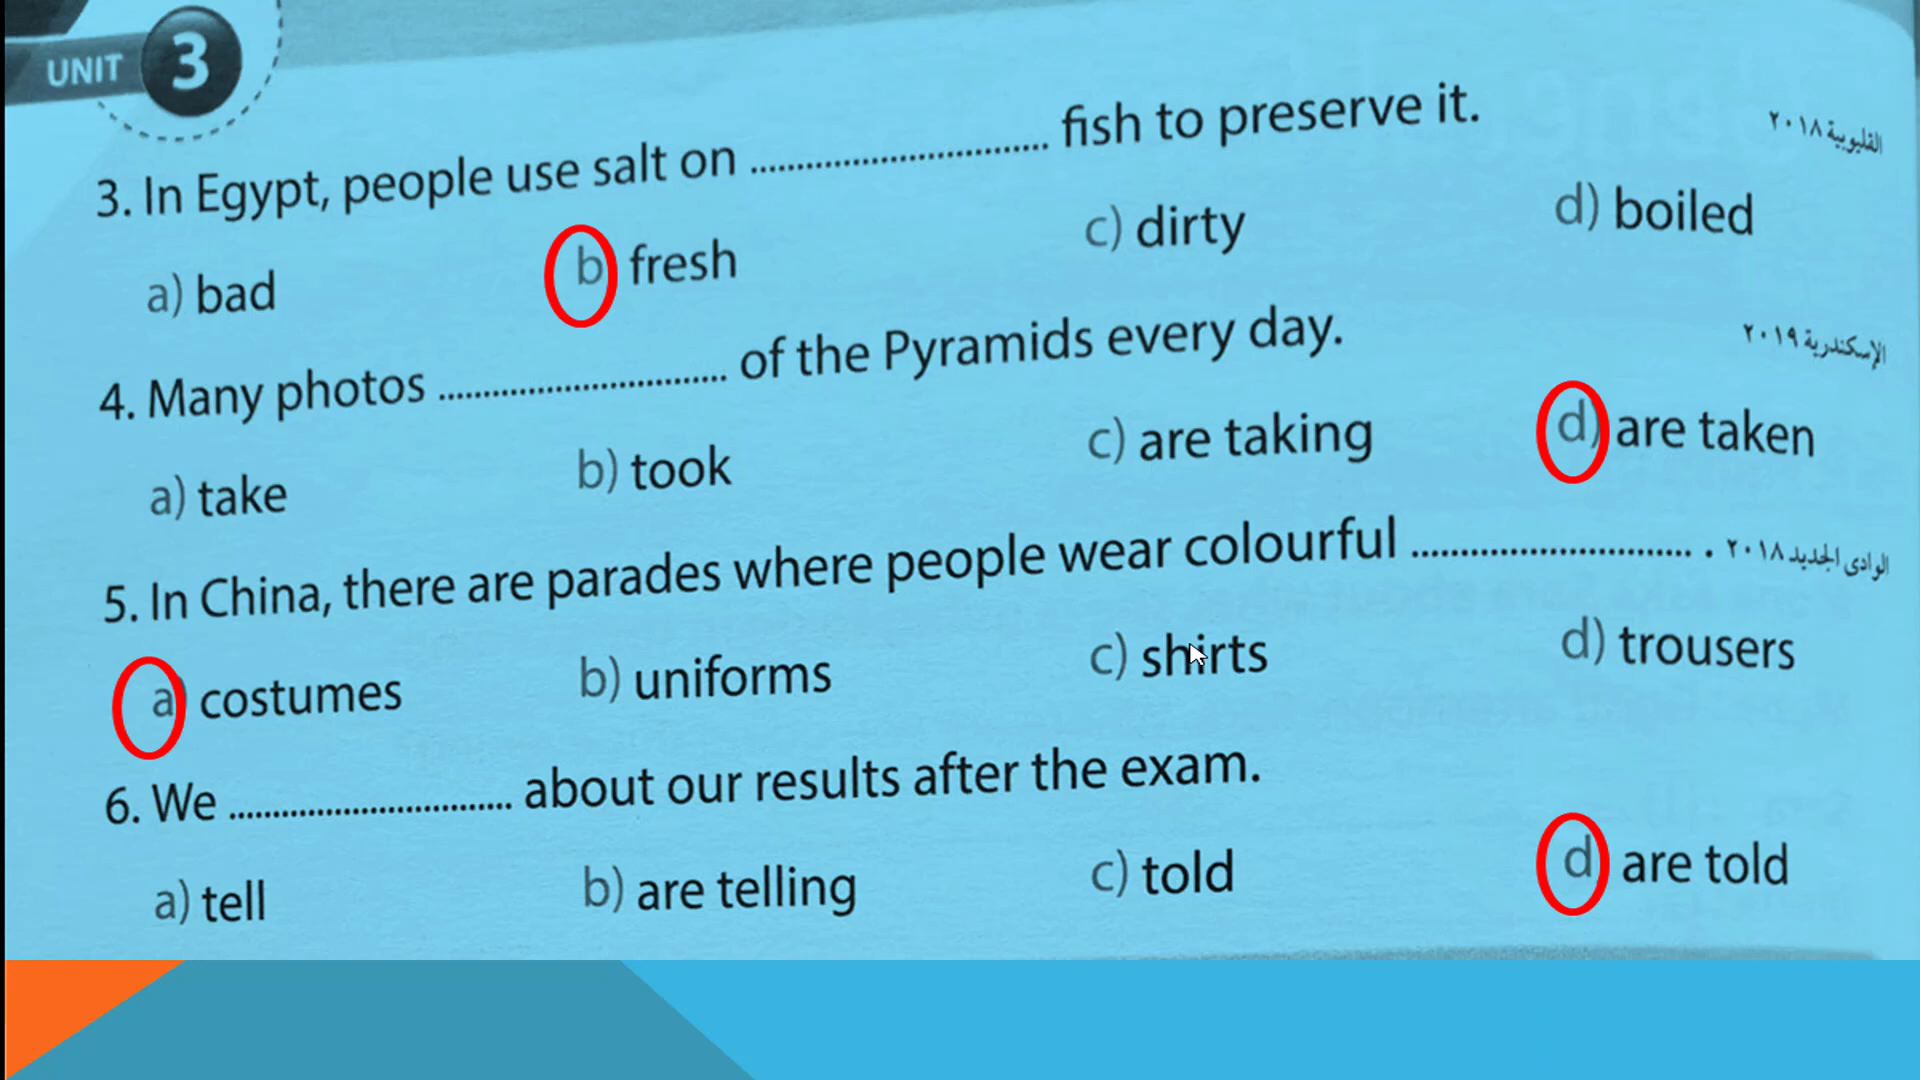 UNIT 3
3. In Egypt, people use salt on .............................. fish to preserve it. القليوبية ٢٠١٨
a) bad b) fresh c) dirty d) boiled
4. Many photos .............................. of the Pyramids every day. الإسكندرية ٢٠١٩
a) take b) took c) are taking d) are taken
5. In China, there are parades where people wear colourful .............................. . الوادى الجديد ٢٠١٨
a) costumes b) uniforms c) shirts d) trousers
6. We .............................. about our results after the exam.
a) tell b) are telling c) told d) are told